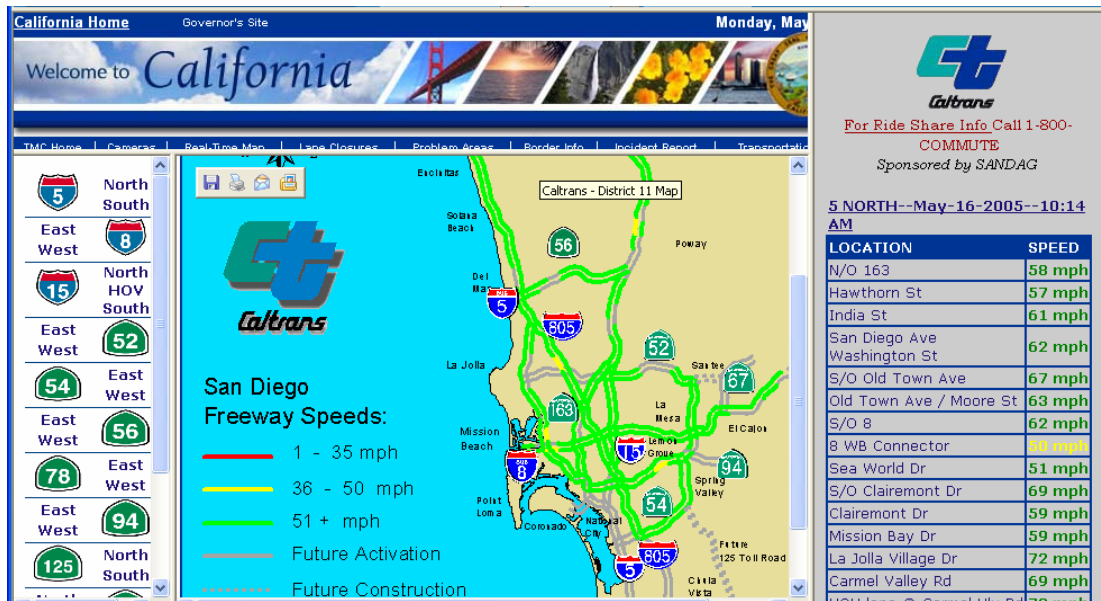 California Home
Governor's Site
Monday, May
Welcome to California
TMC Home | Cameras | Real-Time Map | Lane Closures | Problem Areas | Border Info | Incident Report | Transportatio
5
North
South
East
West
8
15
North
HOV
South
East
West
52
54
East
West
East
West
56
78
East
West
East
West
94
125
North
South
Caltrans
San Diego
Freeway Speeds:
1 - 35 mph
36 - 50 mph
51 + mph
Future Activation
Future Construction
Caltrans - District 11 Map
Encinitas
Solana
Beach
56
Poway
Del
Mar
5
805
52
La Jolla
Santee
67
163
La
Mesa
El Cajon
Mission
Beach
15
Lemon
Grove
8
94
Spring
Valley
Point
Loma
54
Coronado
National
City
Future
125 Toll Road
805
5
Chula
Vista
Caltrans
For Ride Share Info Call 1-800-
COMMUTE
Sponsored by SANDAG
5 NORTH--May-16-2005--10:14
AM
LOCATION SPEED
N/O 163 58 mph
Hawthorn St 57 mph
India St 61 mph
San Diego Ave
Washington St 62 mph
S/O Old Town Ave 67 mph
Old Town Ave / Moore St 63 mph
S/O 8 62 mph
8 WB Connector 50 mph
Sea World Dr 51 mph
S/O Clairemont Dr 69 mph
Clairemont Dr 59 mph
Mission Bay Dr 59 mph
La Jolla Village Dr 72 mph
Carmel Valley Rd 69 mph